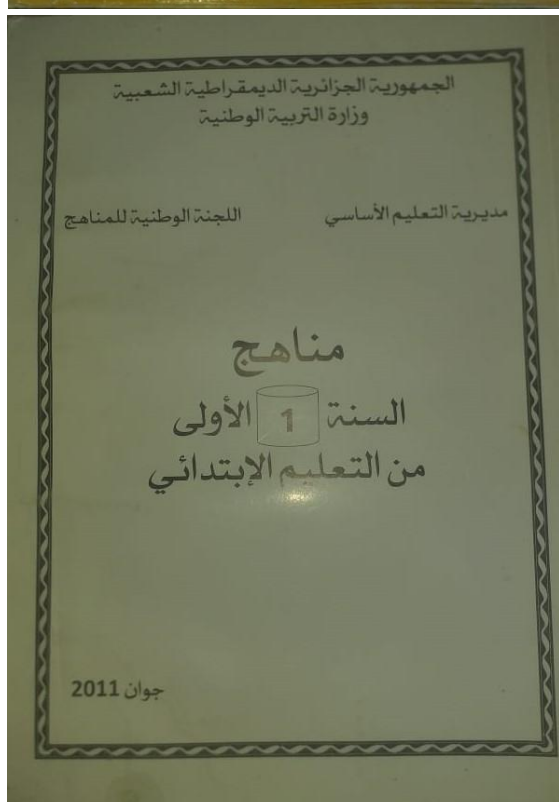 الجمهورية الجزائرية الديمقراطية الشعبية
وزارة التربية الوطنية
مديرية التعليم الأساسي اللجنة الوطنية للمناهج
مناهج
السنة 1 الأولى
من التعليم الإبتدائي
جوان 2011